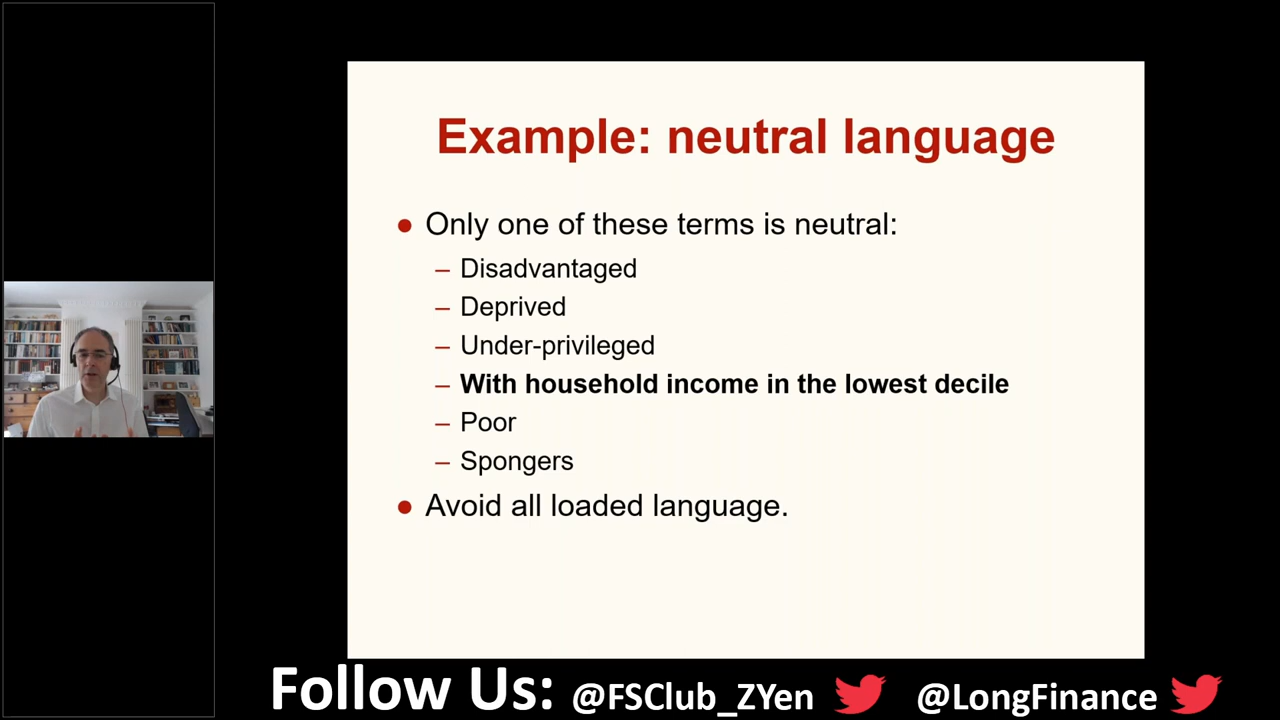 Example: neutral language
● Only one of these terms is neutral:
– Disadvantaged
– Deprived
– Under-privileged
– With household income in the lowest decile
– Poor
– Spongers
● Avoid all loaded language.
Follow Us: @FSClub_ZYen @LongFinance